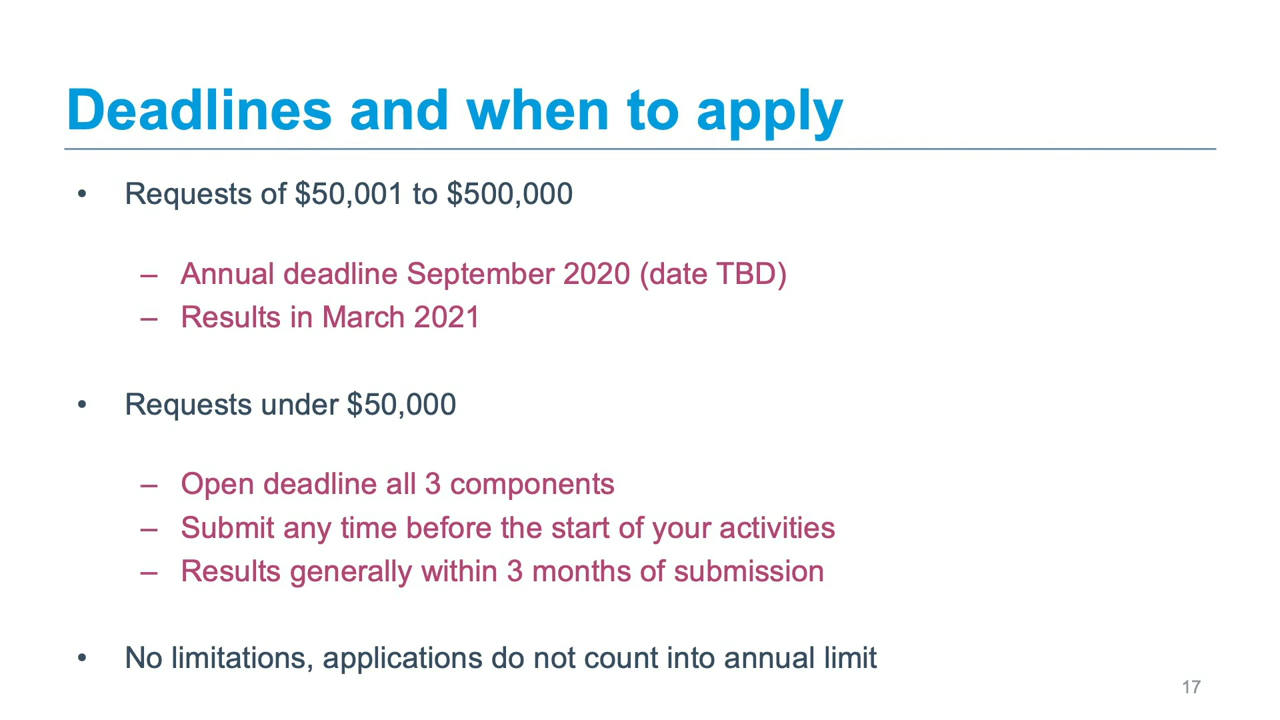 Deadlines and when to apply
• Requests of $50,001 to $500,000
– Annual deadline September 2020 (date TBD)
– Results in March 2021
• Requests under $50,000
– Open deadline all 3 components
– Submit any time before the start of your activities
– Results generally within 3 months of submission
• No limitations, applications do not count into annual limit
17